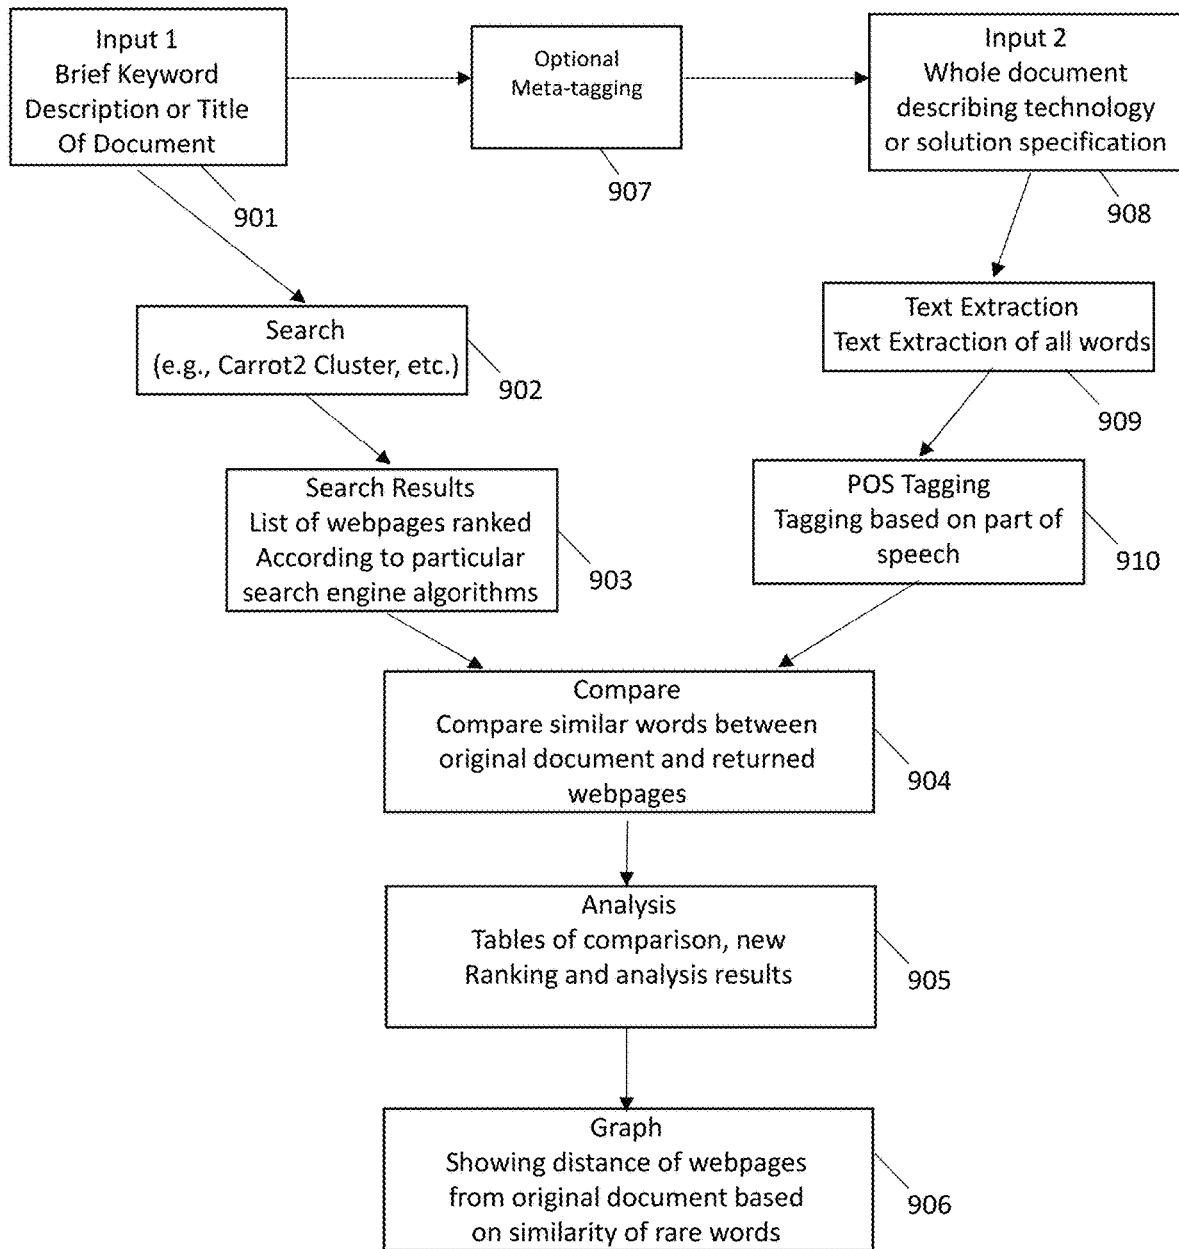 Input 1
Brief Keyword
Description or Title
Of Document
901
Optional
Meta-tagging
907
Input 2
Whole document
describing technology
or solution specification
908
Search
(e.g., Carrot2 Cluster, etc.)
902
Text Extraction
Text Extraction of all words
909
Search Results
List of webpages ranked
According to particular
search engine algorithms
903
POS Tagging
Tagging based on part of
speech
910
Compare
Compare similar words between
original document and returned
webpages
904
Analysis
Tables of comparison, new
Ranking and analysis results
905
Graph
Showing distance of webpages
from original document based
on similarity of rare words
906